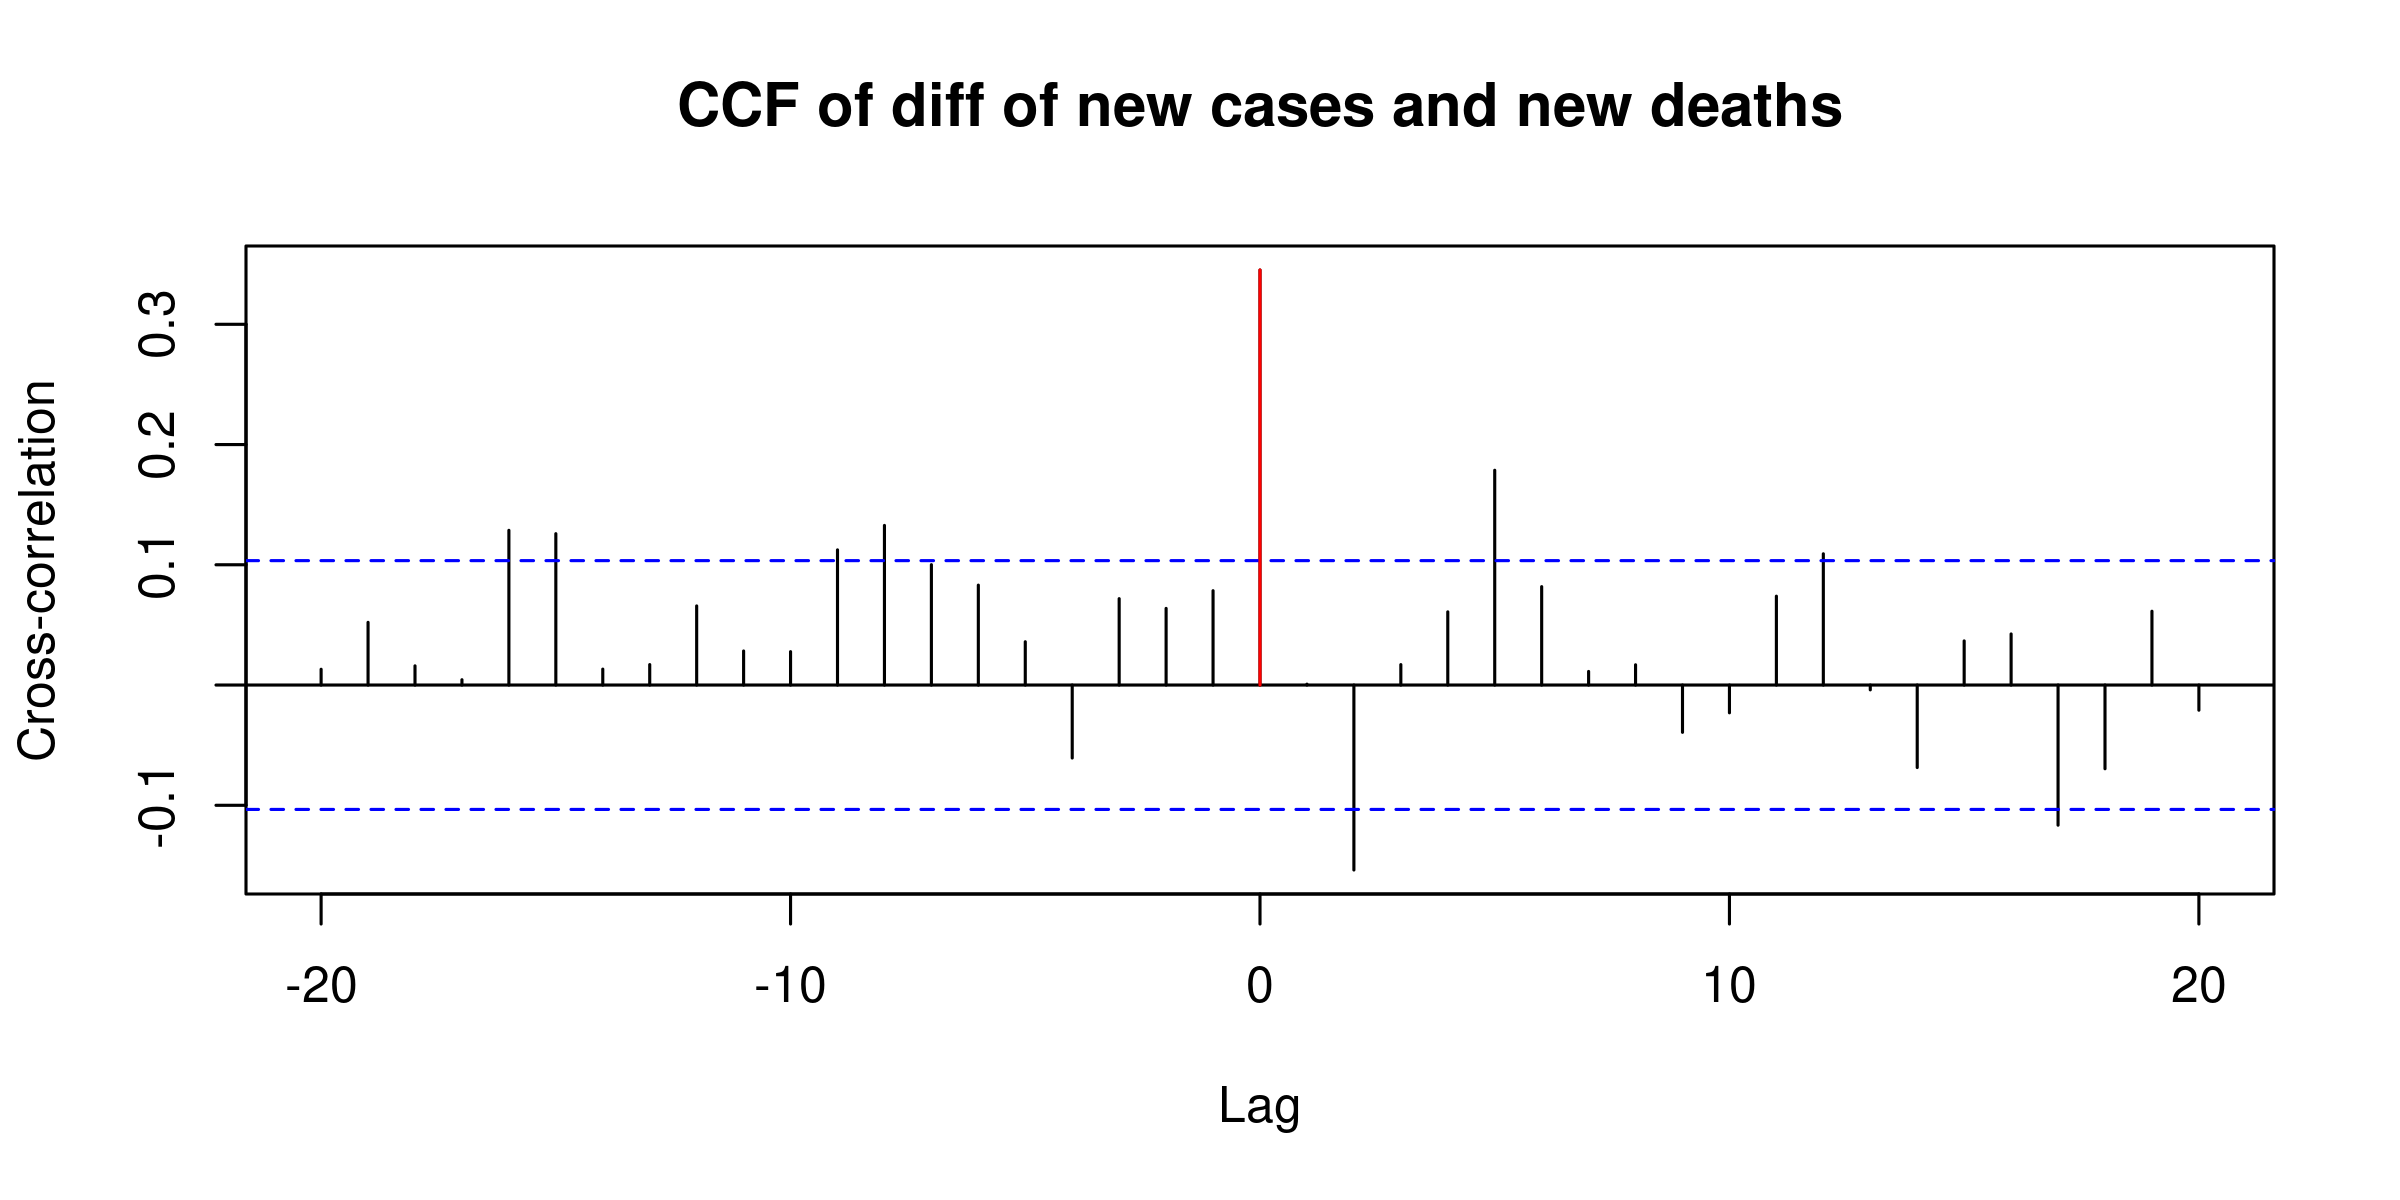 CCF of diff of new cases and new deaths
Cross-correlation
0.3
0.2
0.1
-0.1
-20 -10 0 10 20
Lag